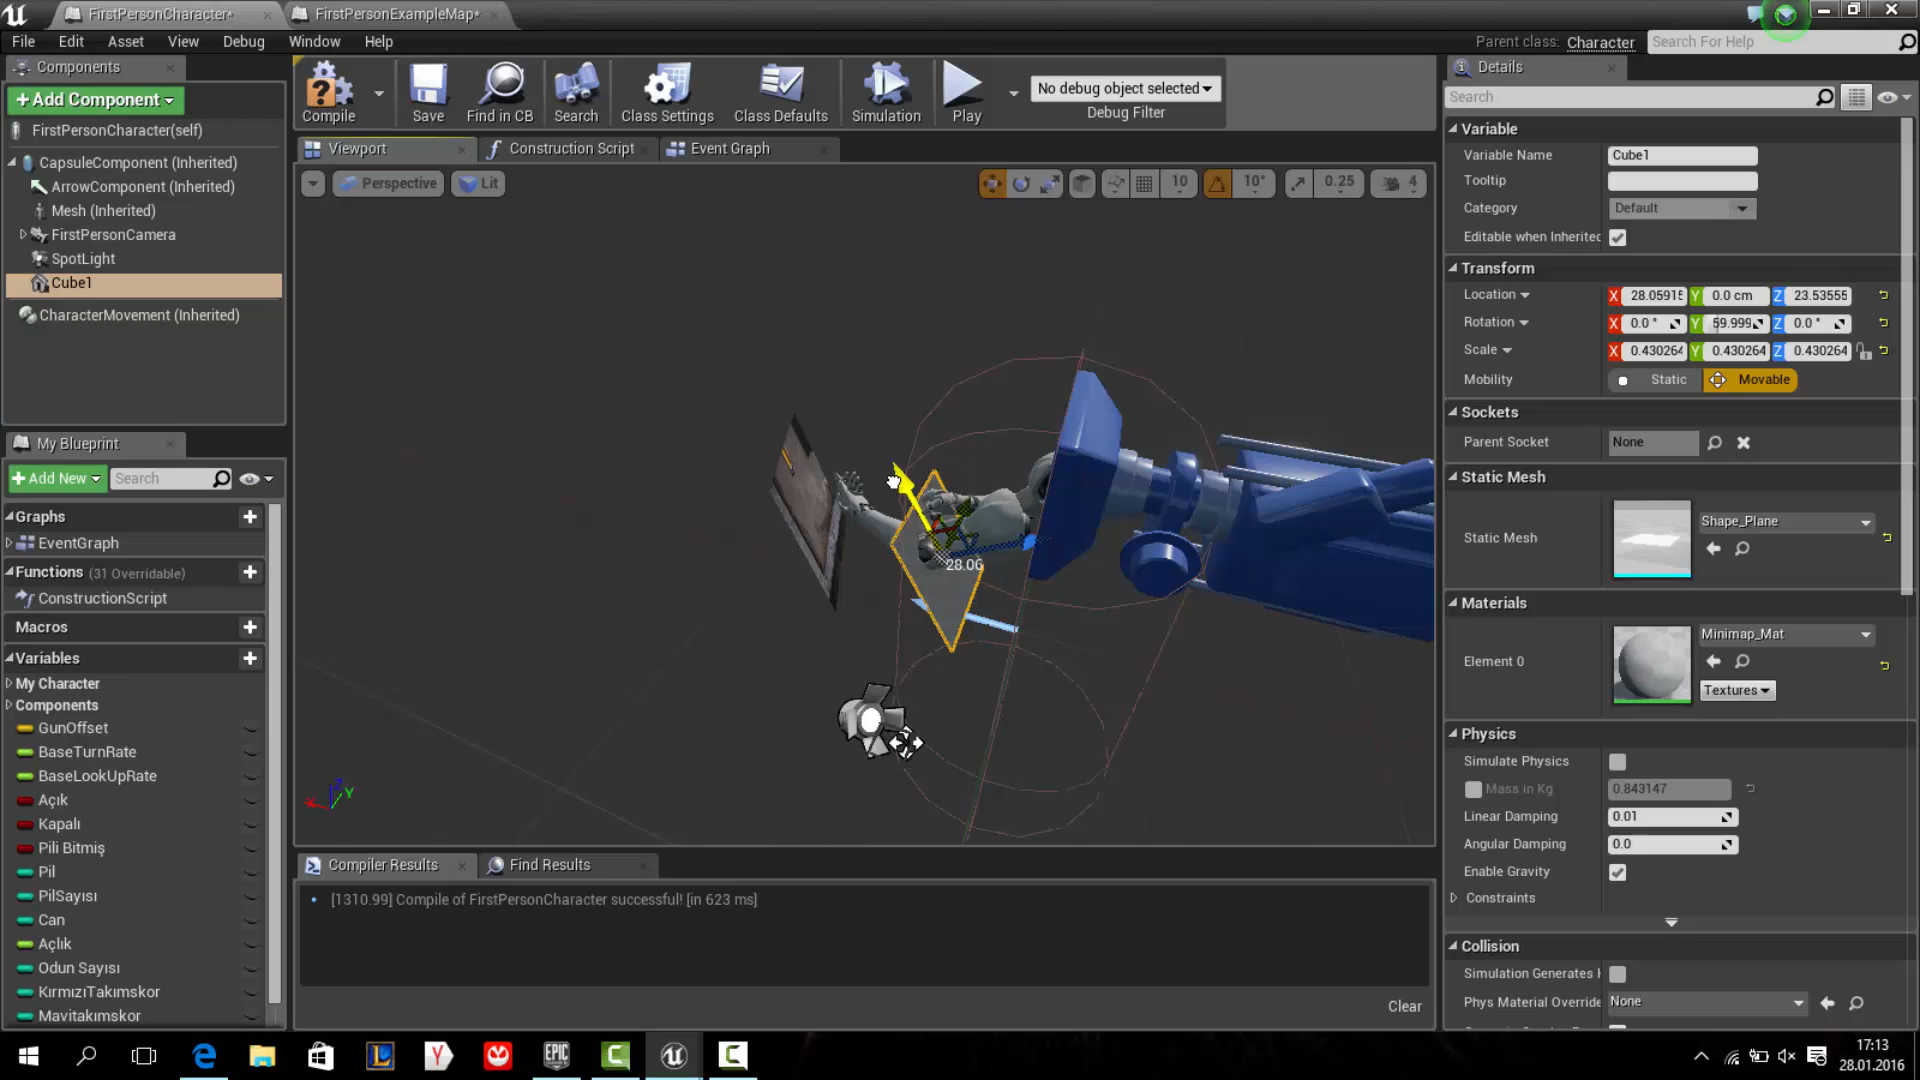 FirstPersonCharacter*
FirstPersonExampleMap*
File
Edit
Asset
View
Debug
Window
Help
Parent class: Character
Search For Help
Components
+Add Component
FirstPersonCharacter(self)
CapsuleComponent (Inherited)
ArrowComponent (Inherited)
Mesh (Inherited)
FirstPersonCamera
SpotLight
Cube1
CharacterMovement (Inherited)
Compile
Save
Find in CB
Search
Class Settings
Class Defaults
Simulation
Play
No debug object selected
Debug Filter
Viewport
Construction Script
Event Graph
Perspective
Lit
10
10°
0.25
4
28.06
X
Z
Y
My Blueprint
+Add New
Search
Graphs
EventGraph
Functions (31 Overridable)
ConstructionScript
Macros
Variables
My Character
Components
GunOffset
BaseTurnRate
BaseLookUpRate
Açık
Kapalı
Pili Bitmiş
Pil
PilSayısı
Can
Açlık
Odun Sayısı
KırmızıTakımskor
Mavitakımskor
Compiler Results
Find Results
[1310.99] Compile of FirstPersonCharacter successful! [in 623 ms]
Clear
Details
Search
Variable
Variable Name
Cube1
Tooltip
Category
Default
Editable when Inherited
Transform
Location
X 28.05915 Y 0.0 cm Z 23.53555
Rotation
X 0.0 ° Y 59.999 Z 0.0 °
Scale
X 0.430264 Y 0.430264 Z 0.430264
Mobility
Static
Movable
Sockets
Parent Socket
None
Static Mesh
Static Mesh
Shape_Plane
Materials
Element 0
Minimap_Mat
Textures
Physics
Simulate Physics
Mass in Kg
0.843147
Linear Damping
0.01
Angular Damping
0.0
Enable Gravity
Constraints
Collision
Simulation Generates H
Phys Material Override
None
EPIC
GAMES
17:13
28.01.2016